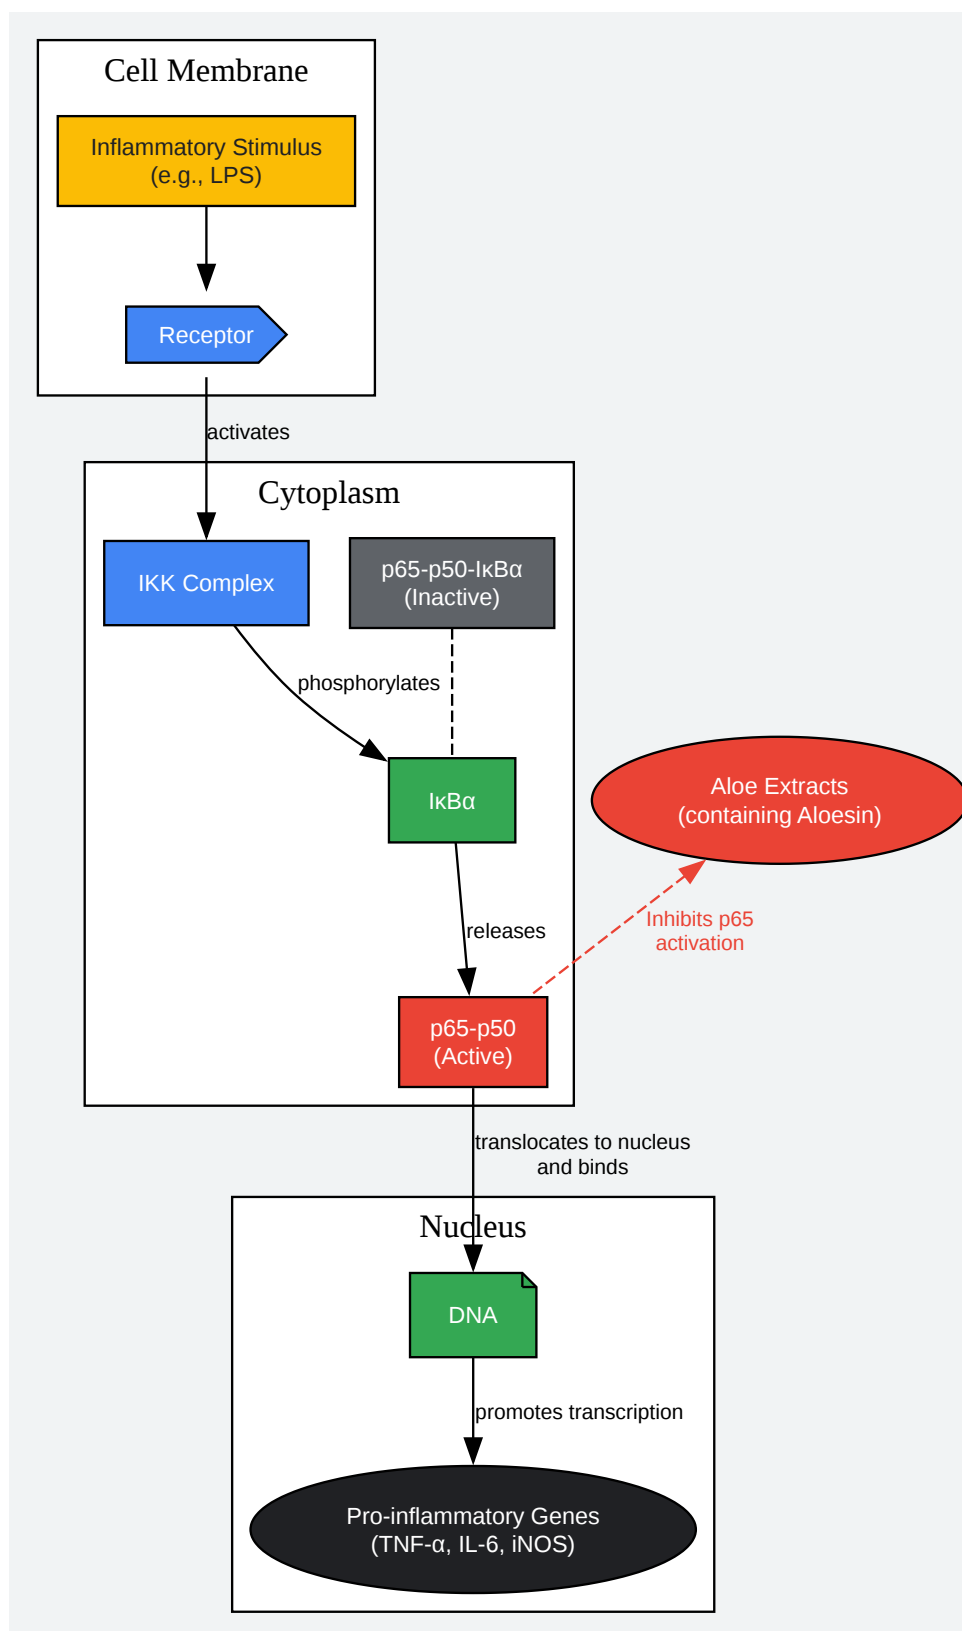 Cell Membrane
Inflammatory Stimulus
(e.g., LPS)
Receptor
activates
Cytoplasm
IKK Complex
p65-p50-IκBα
(Inactive)
phosphorylates
IκBα
Aloe Extracts
(containing Aloesin)
releases
Inhibits p65
activation
p65-p50
(Active)
translocates to nucleus
and binds
Nucleus
DNA
promotes transcription
Pro-inflammatory Genes
(TNF-α, IL-6, iNOS)